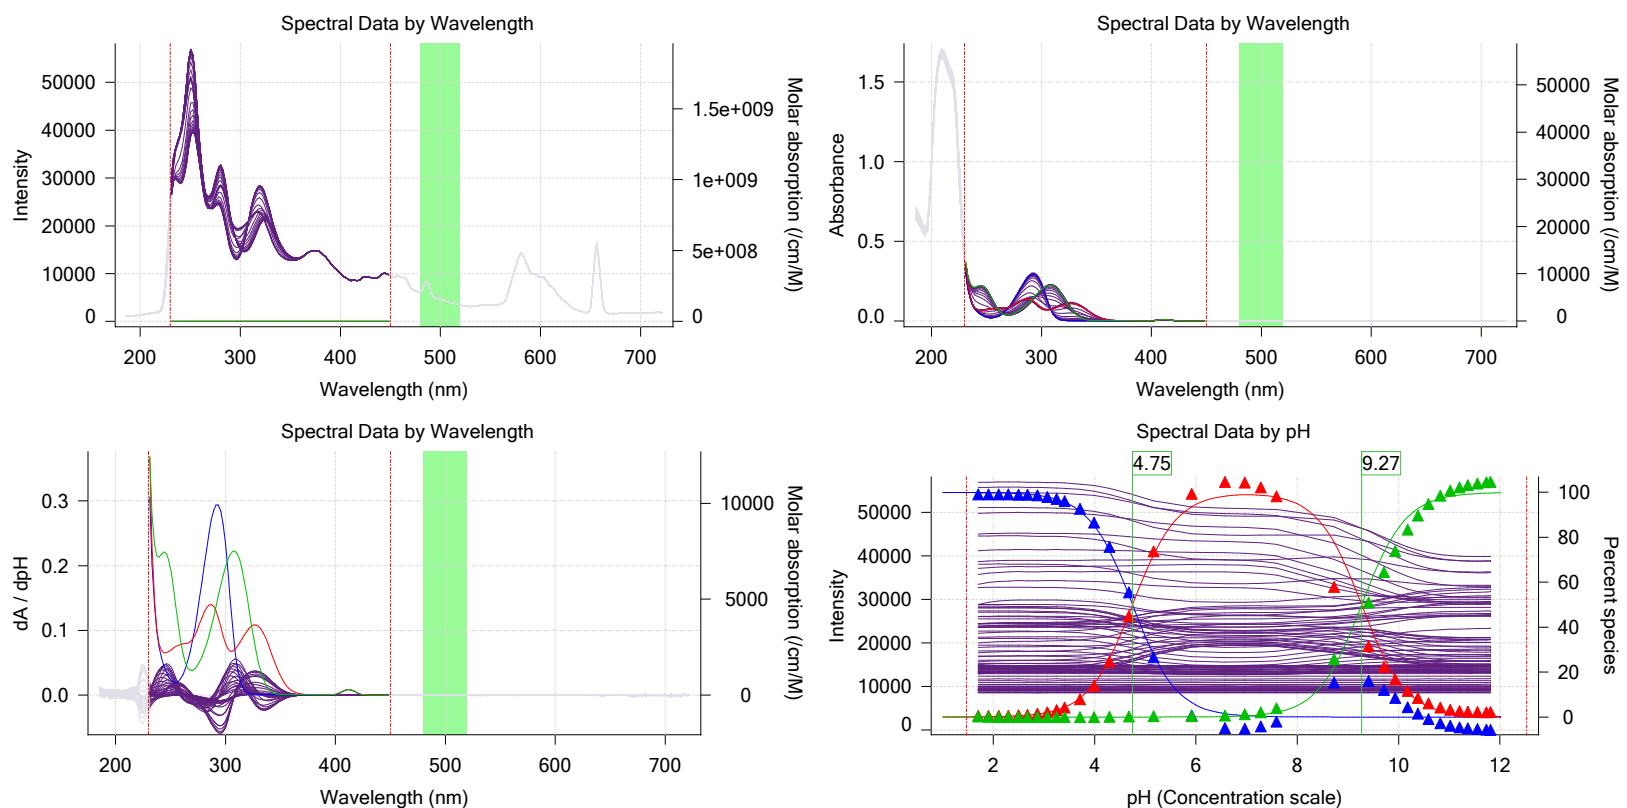 Spectral Data by Wavelength
50000
40000
30000
20000
10000
0
Intensity
1.5e+009
1e+009
5e+008
0
Molar absorption (/cm/M)
200 300 400 500 600 700
Wavelength (nm)
Spectral Data by Wavelength
1.5
1.0
0.5
0.0
Absorbance
50000
40000
30000
20000
10000
0
Molar absorption (/cm/M)
200 300 400 500 600 700
Wavelength (nm)
Spectral Data by Wavelength
0.3
0.2
0.1
0.0
dA / dpH
10000
5000
0
Molar absorption (/cm/M)
200 300 400 500 600 700
Wavelength (nm)
Spectral Data by pH
4.75 9.27
50000
40000
30000
20000
10000
0
Intensity
100
80
60
40
20
0
Percent species
2 4 6 8 10 12
pH (Concentration scale)